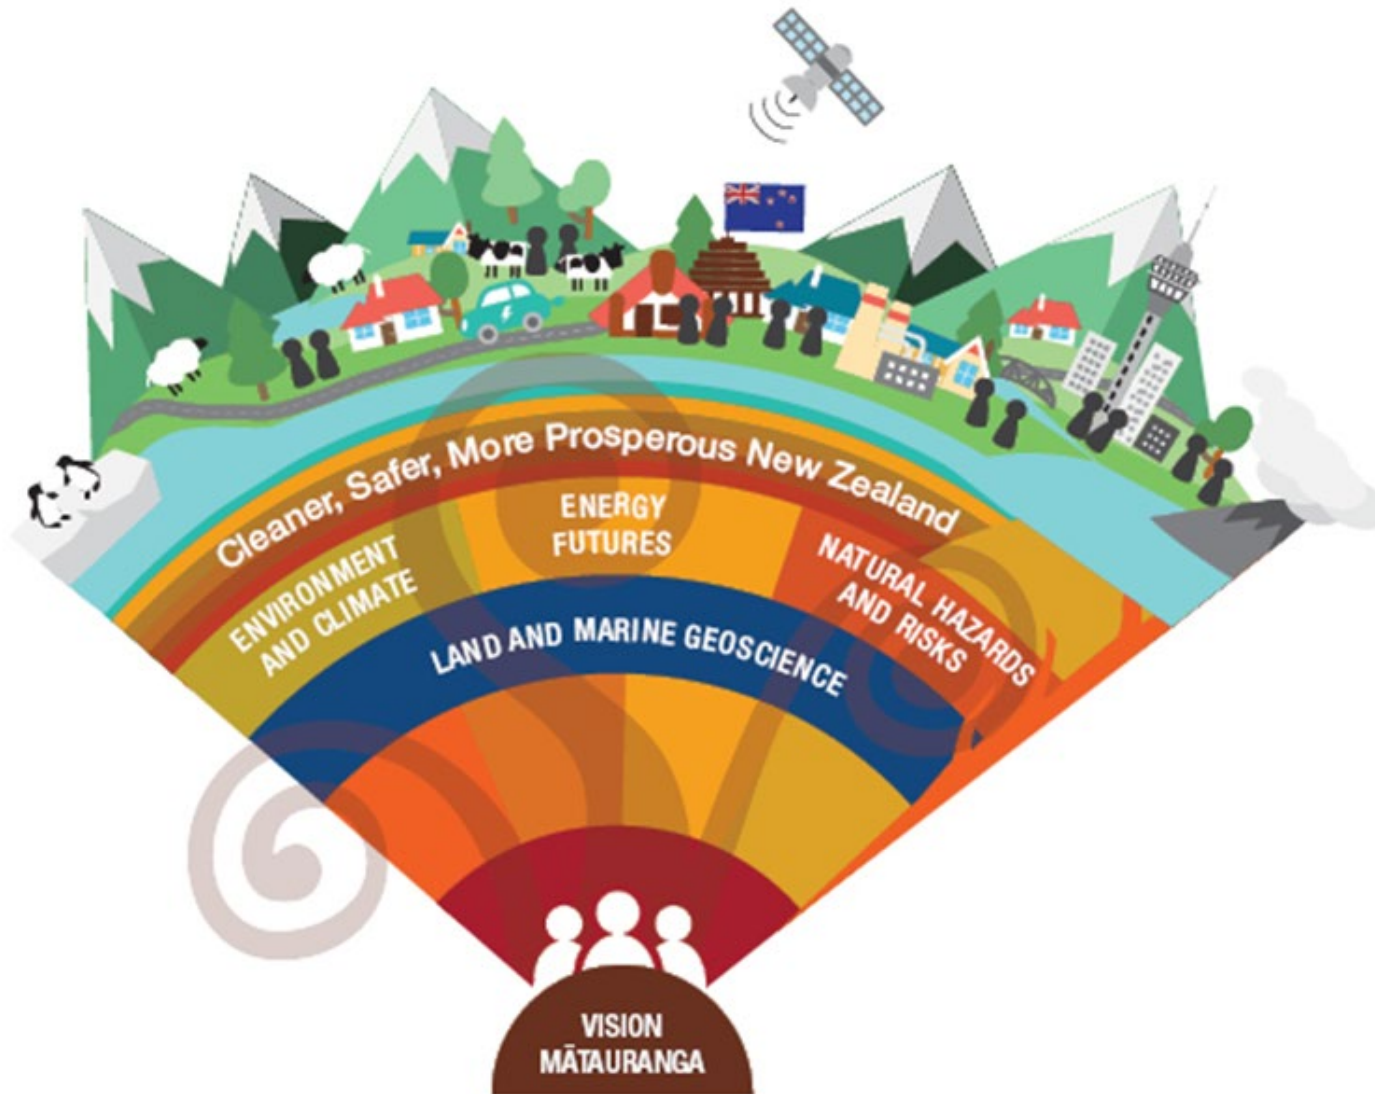 Cleaner, Safer, More Prosperous New Zealand
ENVIRONMENT
AND CLIMATE
ENERGY
FUTURES
NATURAL HAZARDS
AND RISKS
LAND AND MARINE GEOSCIENCE
VISION
MĀTAURANGA